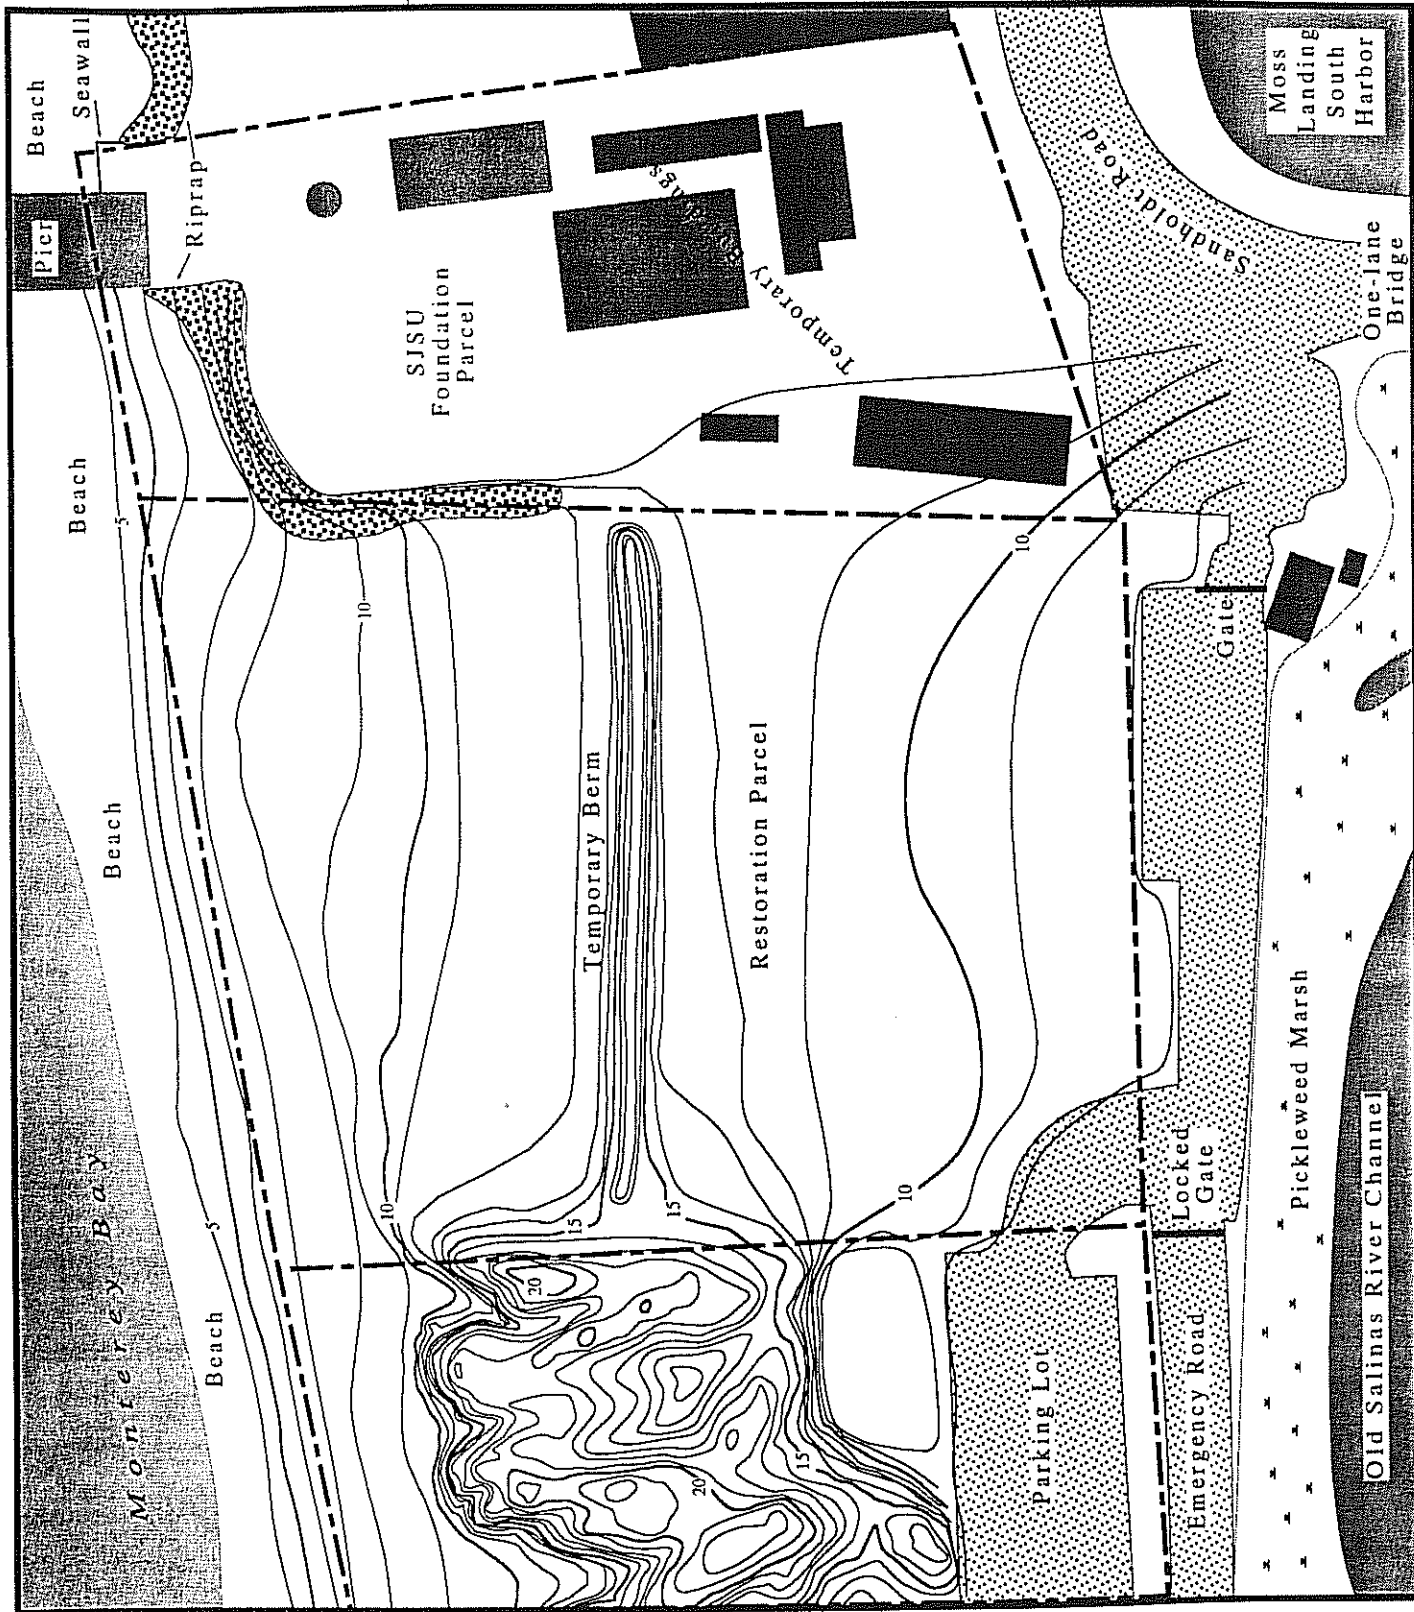 Beach
Seawall
Pier
Riprap
SJSU
Foundation
Parcel
Temporary Buildings
Sandholdt Road
Moss
Landing
South
Harbor
One-lane
Bridge
Beach
5
10
10
Gate
Beach
Temporary Berm
Restoration Parcel
Monterey Bay
5
10
15
15
10
20
Locked
Gate
Pickleweed Marsh
Old Salinas River Channel
Beach
20
15
Parking Lot
Emergency Road